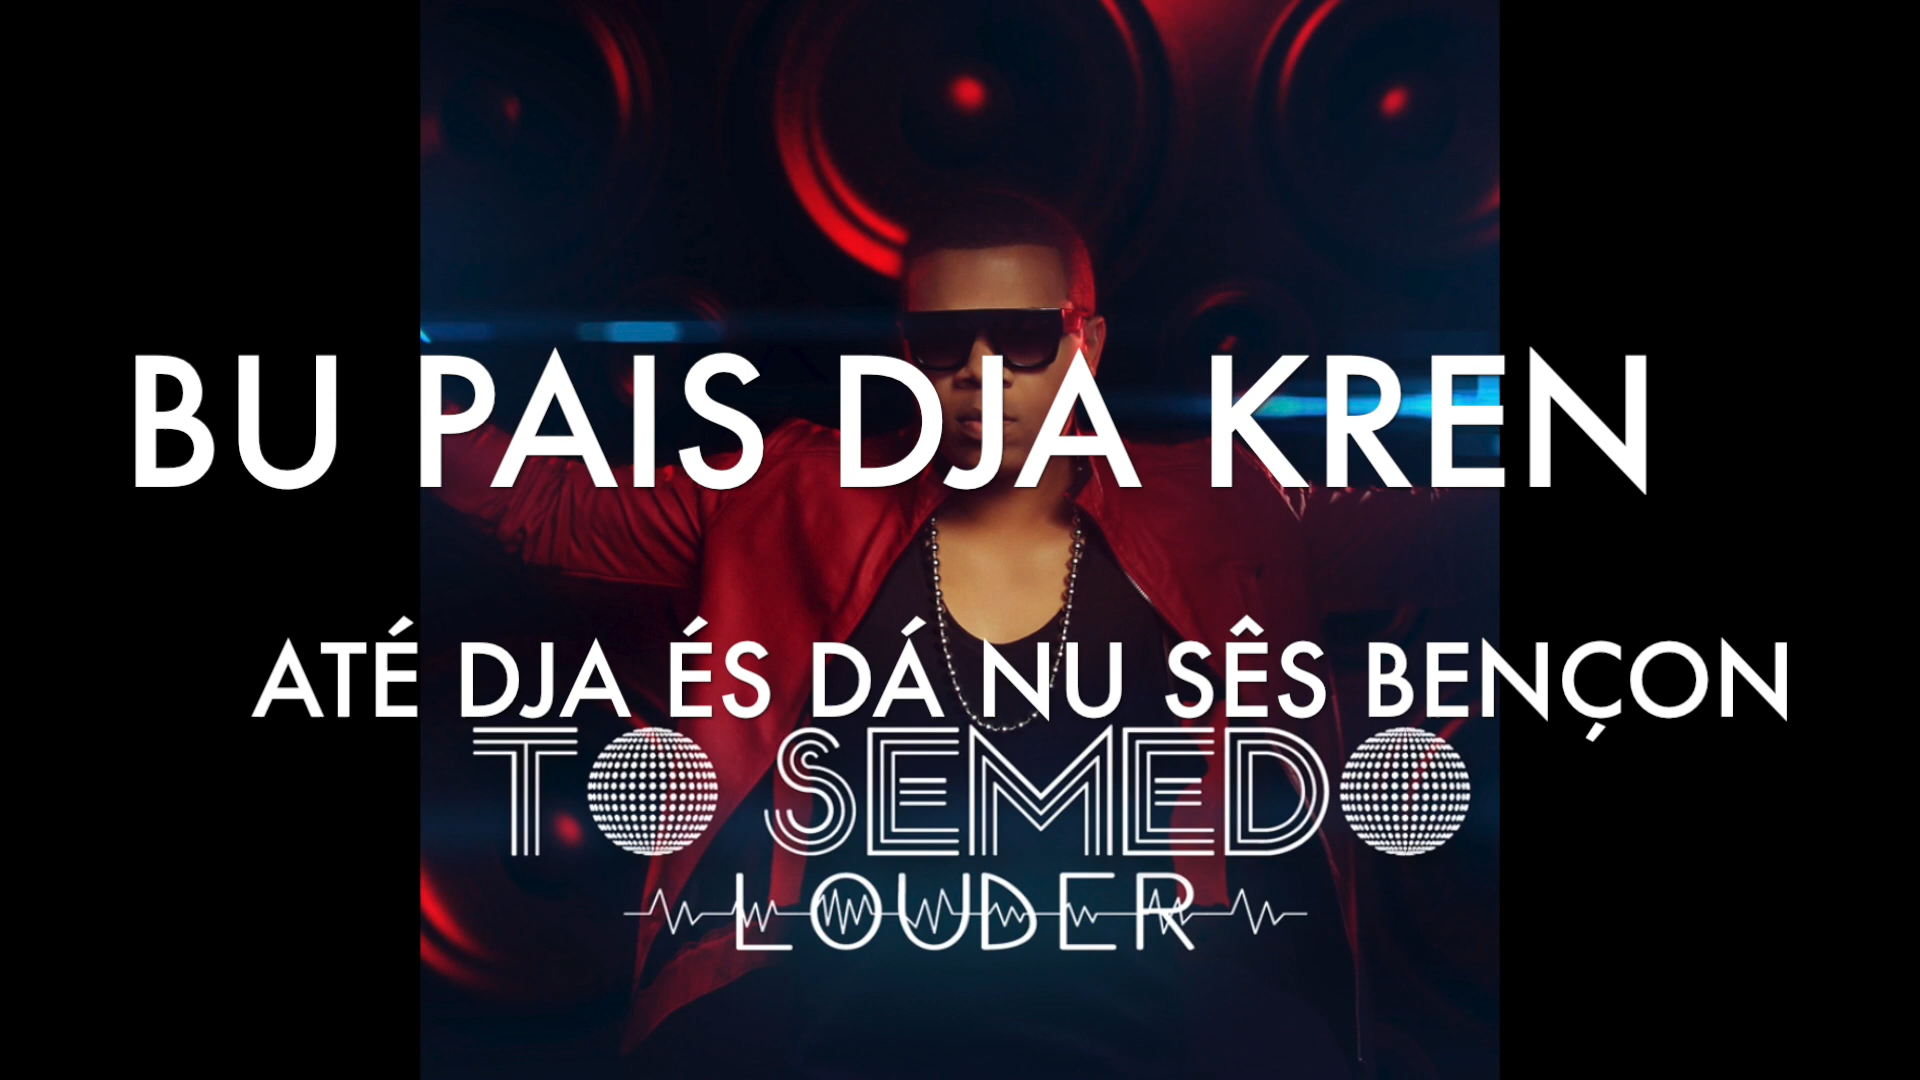 BU PAIS DJA KREN
ATÉ DJA ÉS DÁ NU SÊS BENÇON
TO SEMEDO
LOUDER